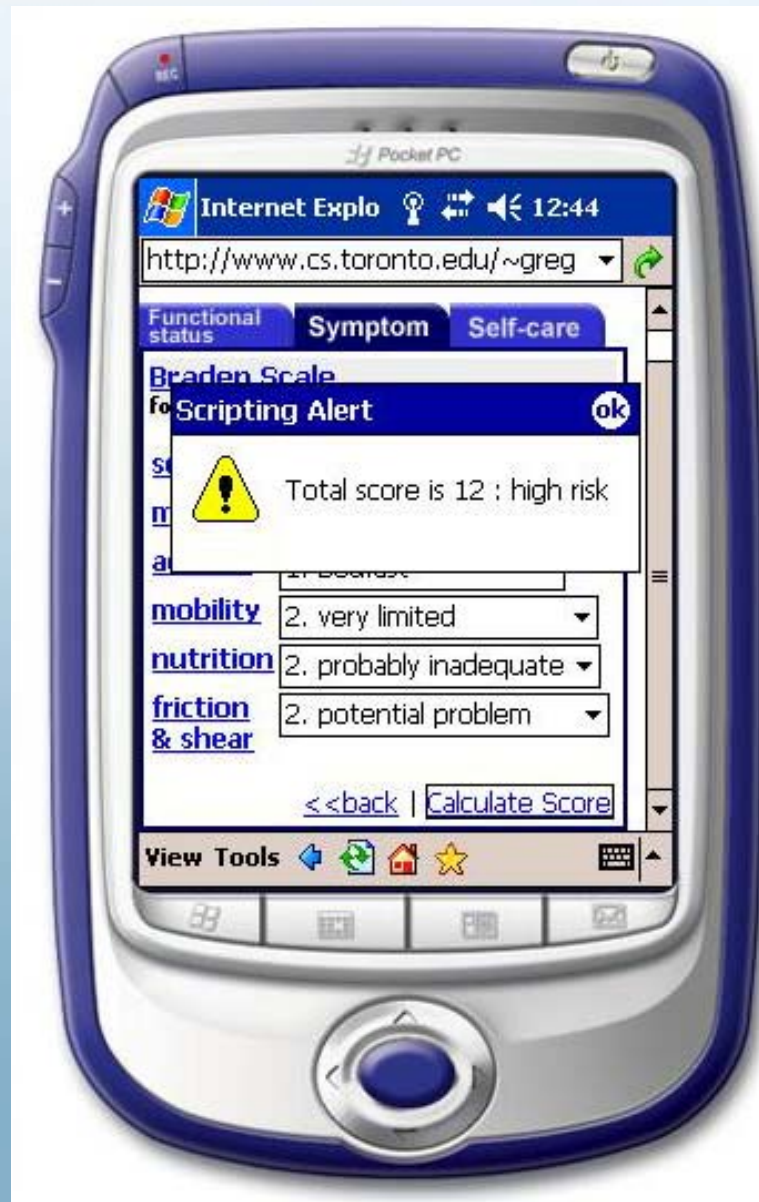 REC
Pocket PC
Internet Explo 12:44
http://www.cs.toronto.edu/~greg
Functional status Symptom Self-care
Braden Scale
fo
Scripting Alert ok
Total score is 12 : high risk
mobility 2. very limited
nutrition 2. probably inadequate
friction & shear 2. potential problem
<<back | Calculate Score
View Tools